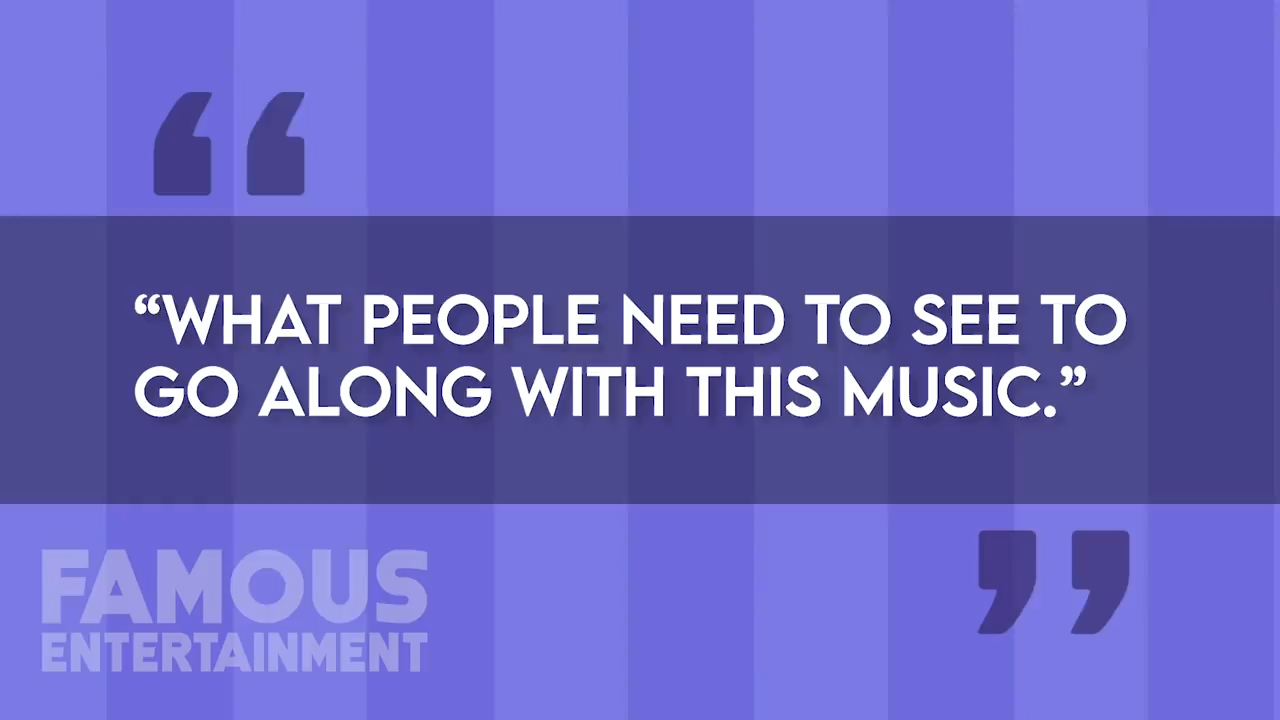 “WHAT PEOPLE NEED TO SEE TO
GO ALONG WITH THIS MUSIC.”
FAMOUS
ENTERTAINMENT